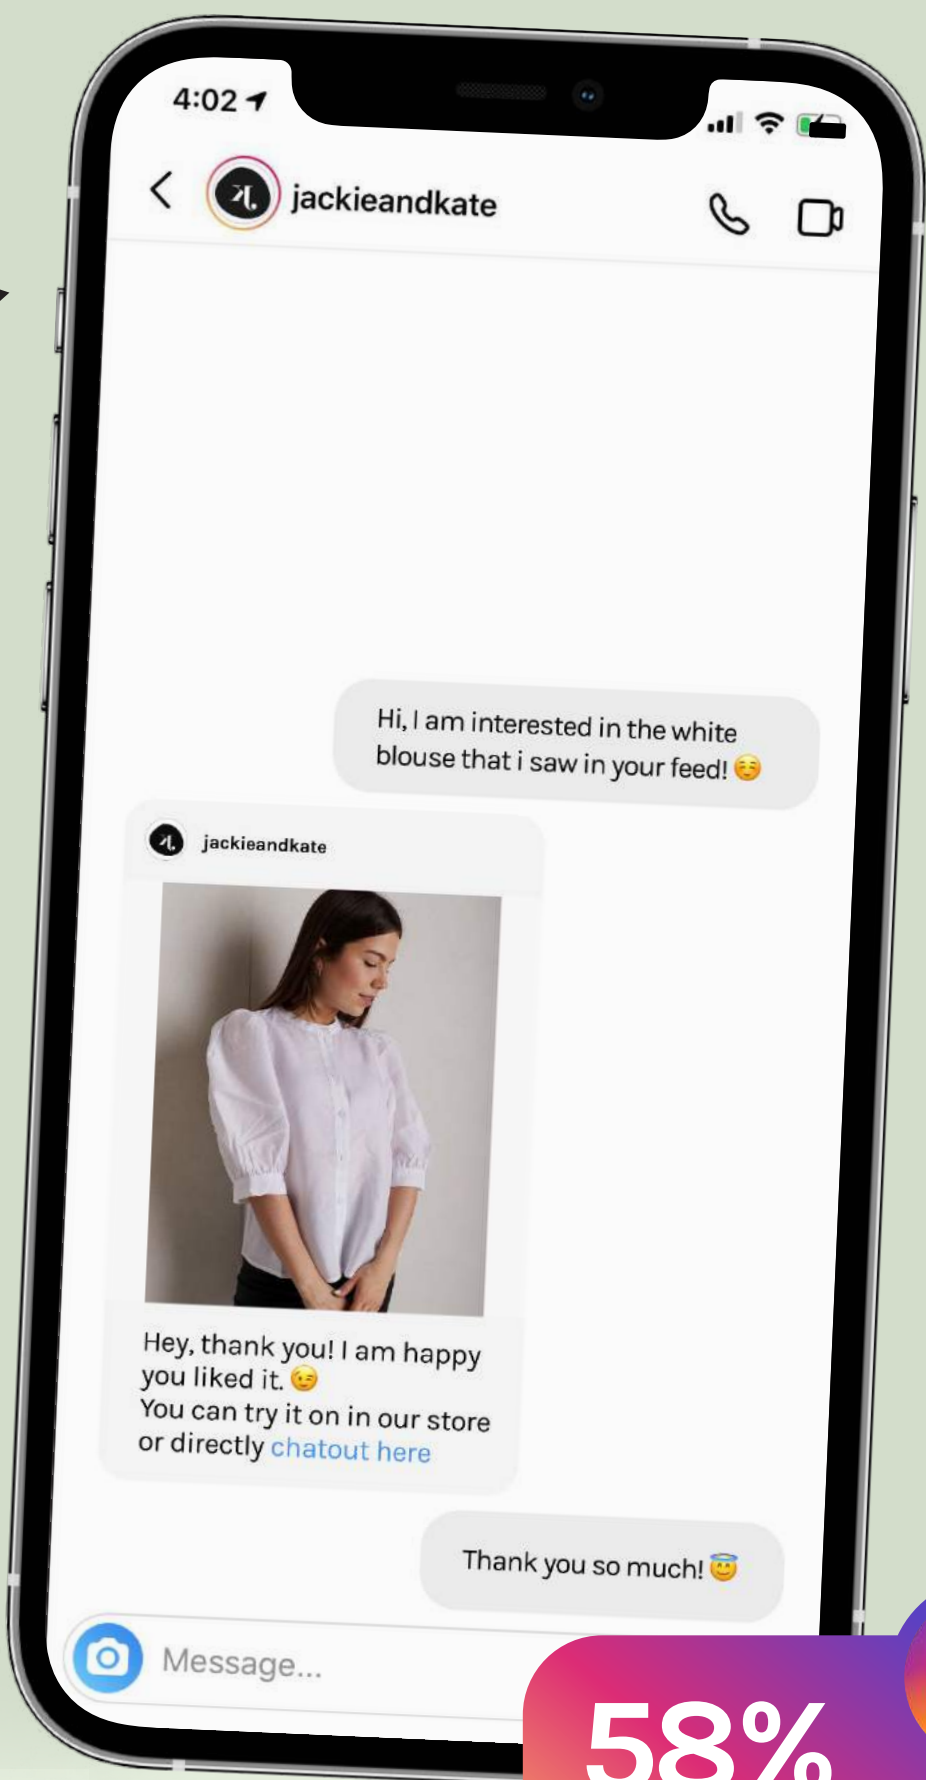 4:02
jackieandkate
Hi, I am interested in the white
blouse that i saw in your feed! ☺️
jackieandkate
Hey, thank you! I am happy
you liked it. 😉
You can try it on in our store
or directly chatout here
Thank you so much! 😇
Message...
58%